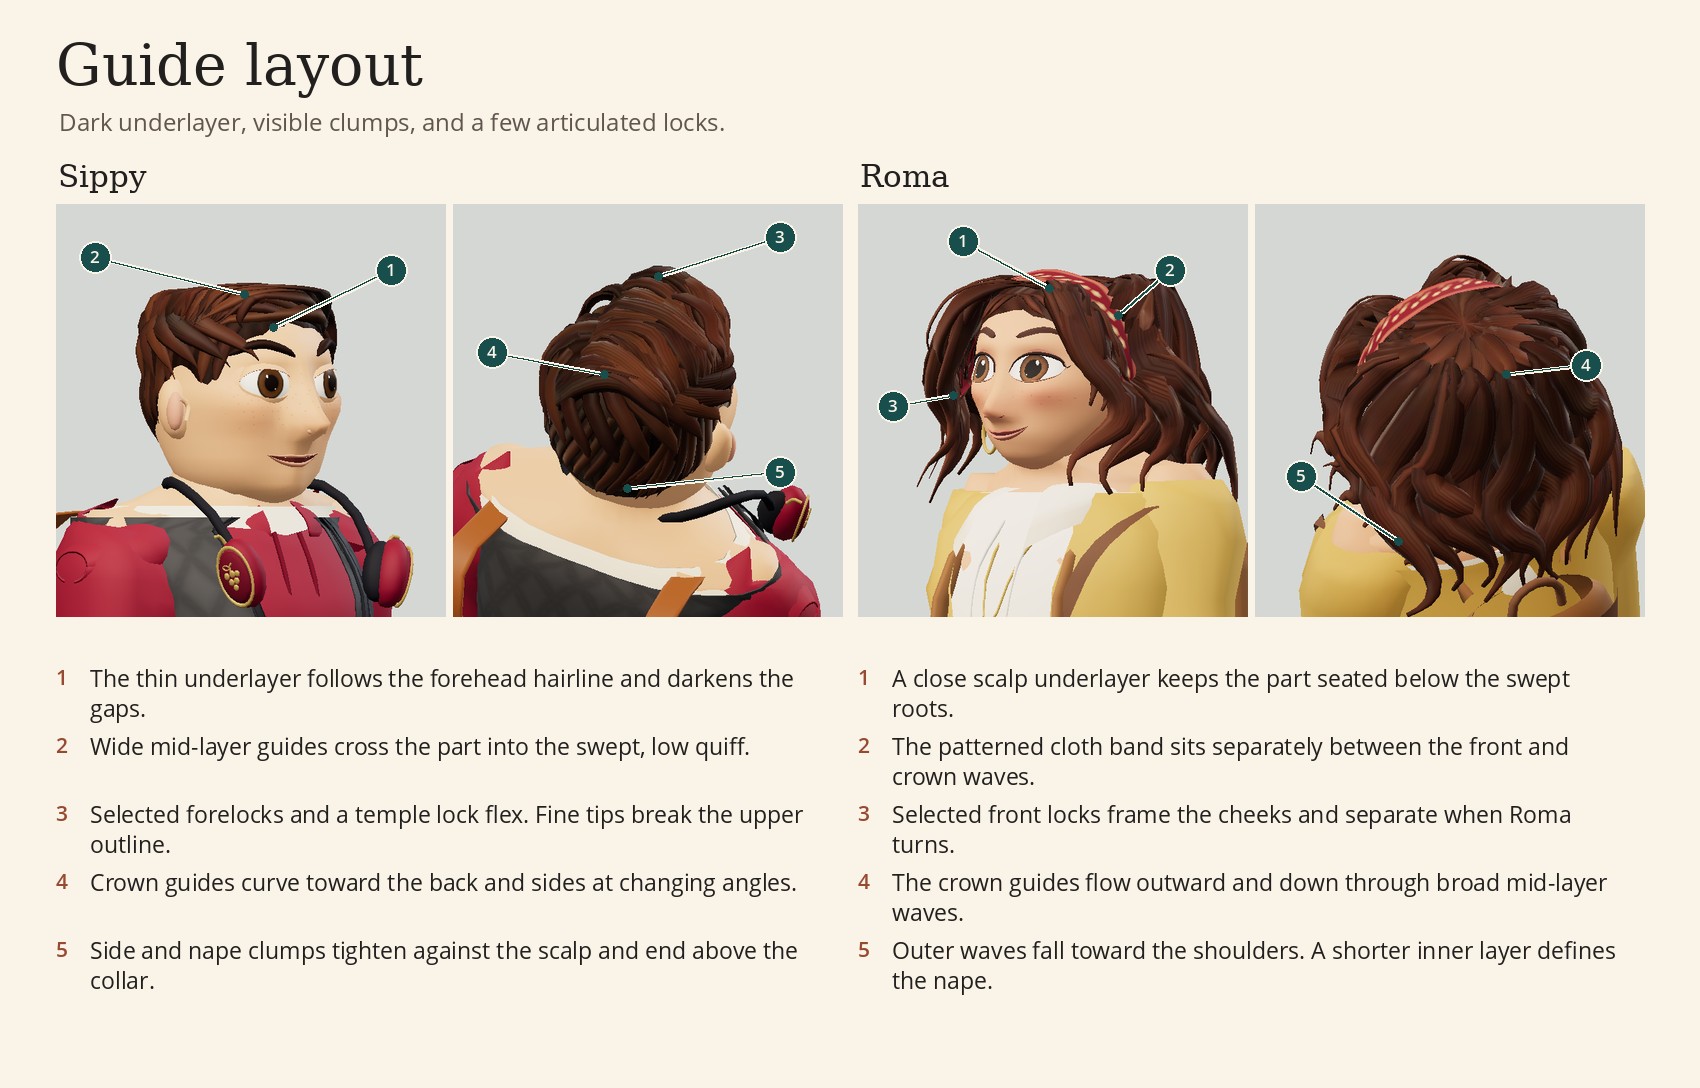 Guide layout
Dark underlayer, visible clumps, and a few articulated locks.
Sippy
2
1
3
4
5
1 The thin underlayer follows the forehead hairline and darkens the
gaps.
2 Wide mid-layer guides cross the part into the swept, low quiff.
3 Selected forelocks and a temple lock flex. Fine tips break the upper
outline.
4 Crown guides curve toward the back and sides at changing angles.
5 Side and nape clumps tighten against the scalp and end above the
collar.
Roma
1
2
3
4
5
1 A close scalp underlayer keeps the part seated below the swept
roots.
2 The patterned cloth band sits separately between the front and
crown waves.
3 Selected front locks frame the cheeks and separate when Roma
turns.
4 The crown guides flow outward and down through broad mid-layer
waves.
5 Outer waves fall toward the shoulders. A shorter inner layer defines
the nape.